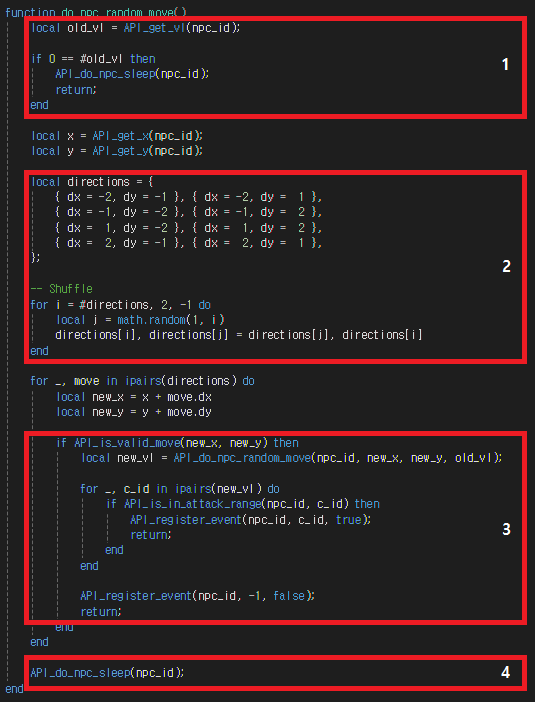 function do_npc_random_move()
local old_vl = API_get_vl(npc_id);
if 0 == #old_vl then
API_do_npc_sleep(npc_id);
return;
end
1
local x = API_get_x(npc_id);
local y = API_get_y(npc_id);
local directions = {
{ dx = -2, dy = -1 }, { dx = -2, dy =  1 },
{ dx = -1, dy = -2 }, { dx = -1, dy =  2 },
{ dx =  1, dy = -2 }, { dx =  1, dy =  2 },
{ dx =  2, dy = -1 }, { dx =  2, dy =  1 },
};
2
-- Shuffle
for i = #directions, 2, -1 do
local j = math.random(1, i)
directions[i], directions[j] = directions[j], directions[i]
end
for _, move in ipairs(directions) do
local new_x = x + move.dx
local new_y = y + move.dy
if API_is_valid_move(new_x, new_y) then
local new_vl = API_do_npc_random_move(npc_id, new_x, new_y, old_vl);
for _, c_id in ipairs(new_vl) do
if API_is_in_attack_range(npc_id, c_id) then
API_register_event(npc_id, c_id, true);
return;
3
end
end
API_register_event(npc_id, -1, false);
return;
end
end
API_do_npc_sleep(npc_id);
4
end